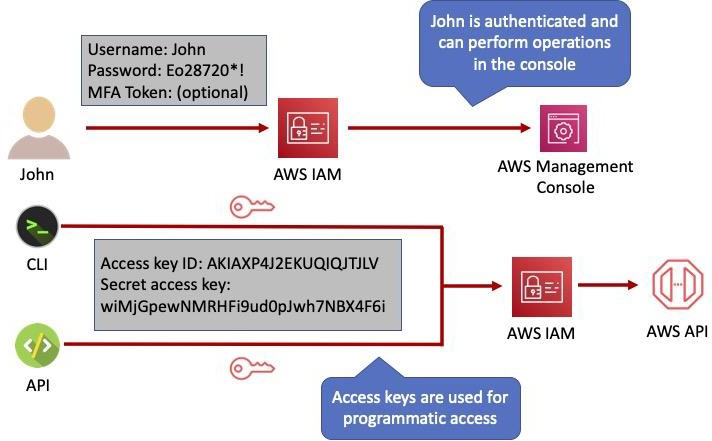 Username: John
Password: Eo28720*!
MFA Token: (optional)
John is authenticated and
can perform operations
in the console
John
AWS IAM
AWS Management
Console
>_
CLI
Access key ID: AKIAXP4J2EKUQIQJTJLV
Secret access key:
wiMjGpewNMRHFi9ud0pJwh7NBX4F6i
AWS IAM
AWS API
</>
API
Access keys are used for
programmatic access